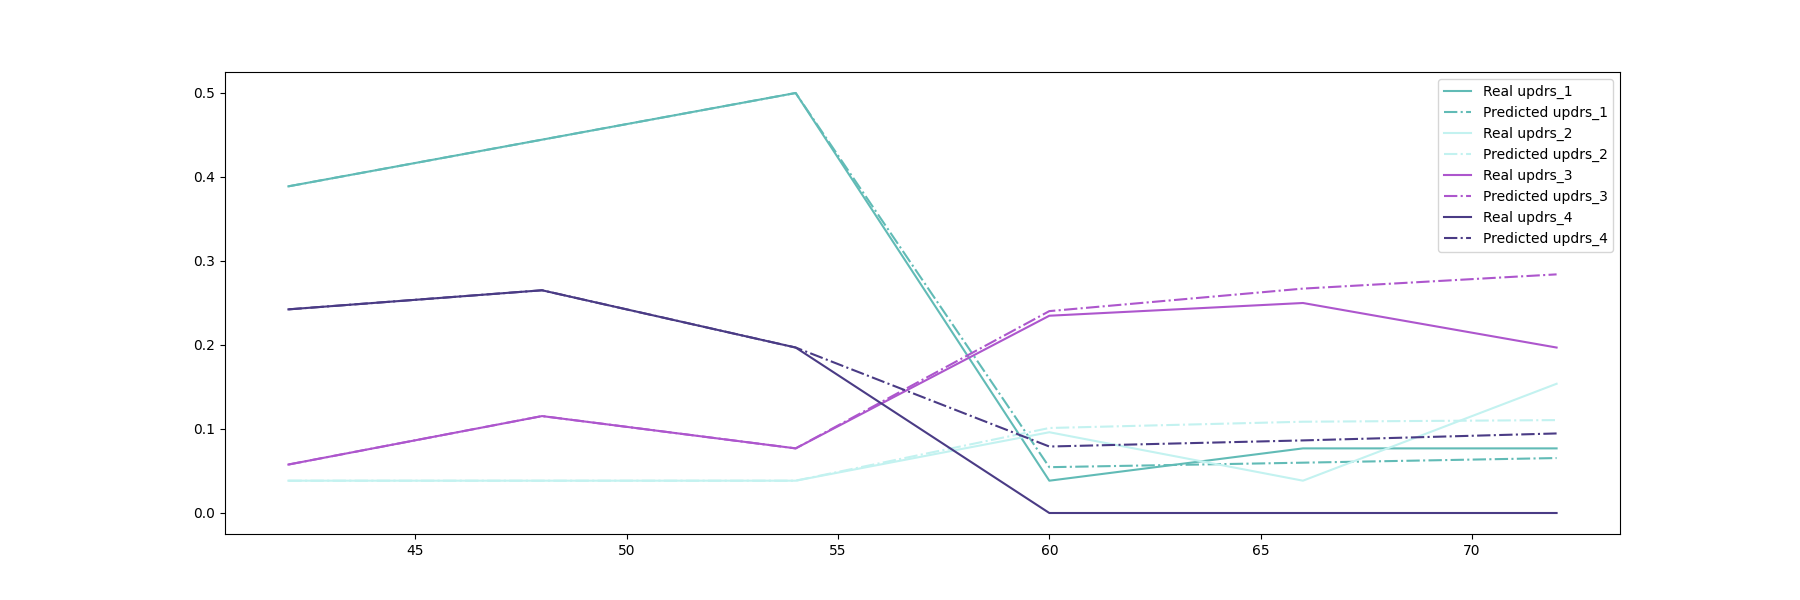 0.5
0.4
0.3
0.2
0.1
0.0
45 50 55 60 65 70
Real updrs_1
Predicted updrs_1
Real updrs_2
Predicted updrs_2
Real updrs_3
Predicted updrs_3
Real updrs_4
Predicted updrs_4